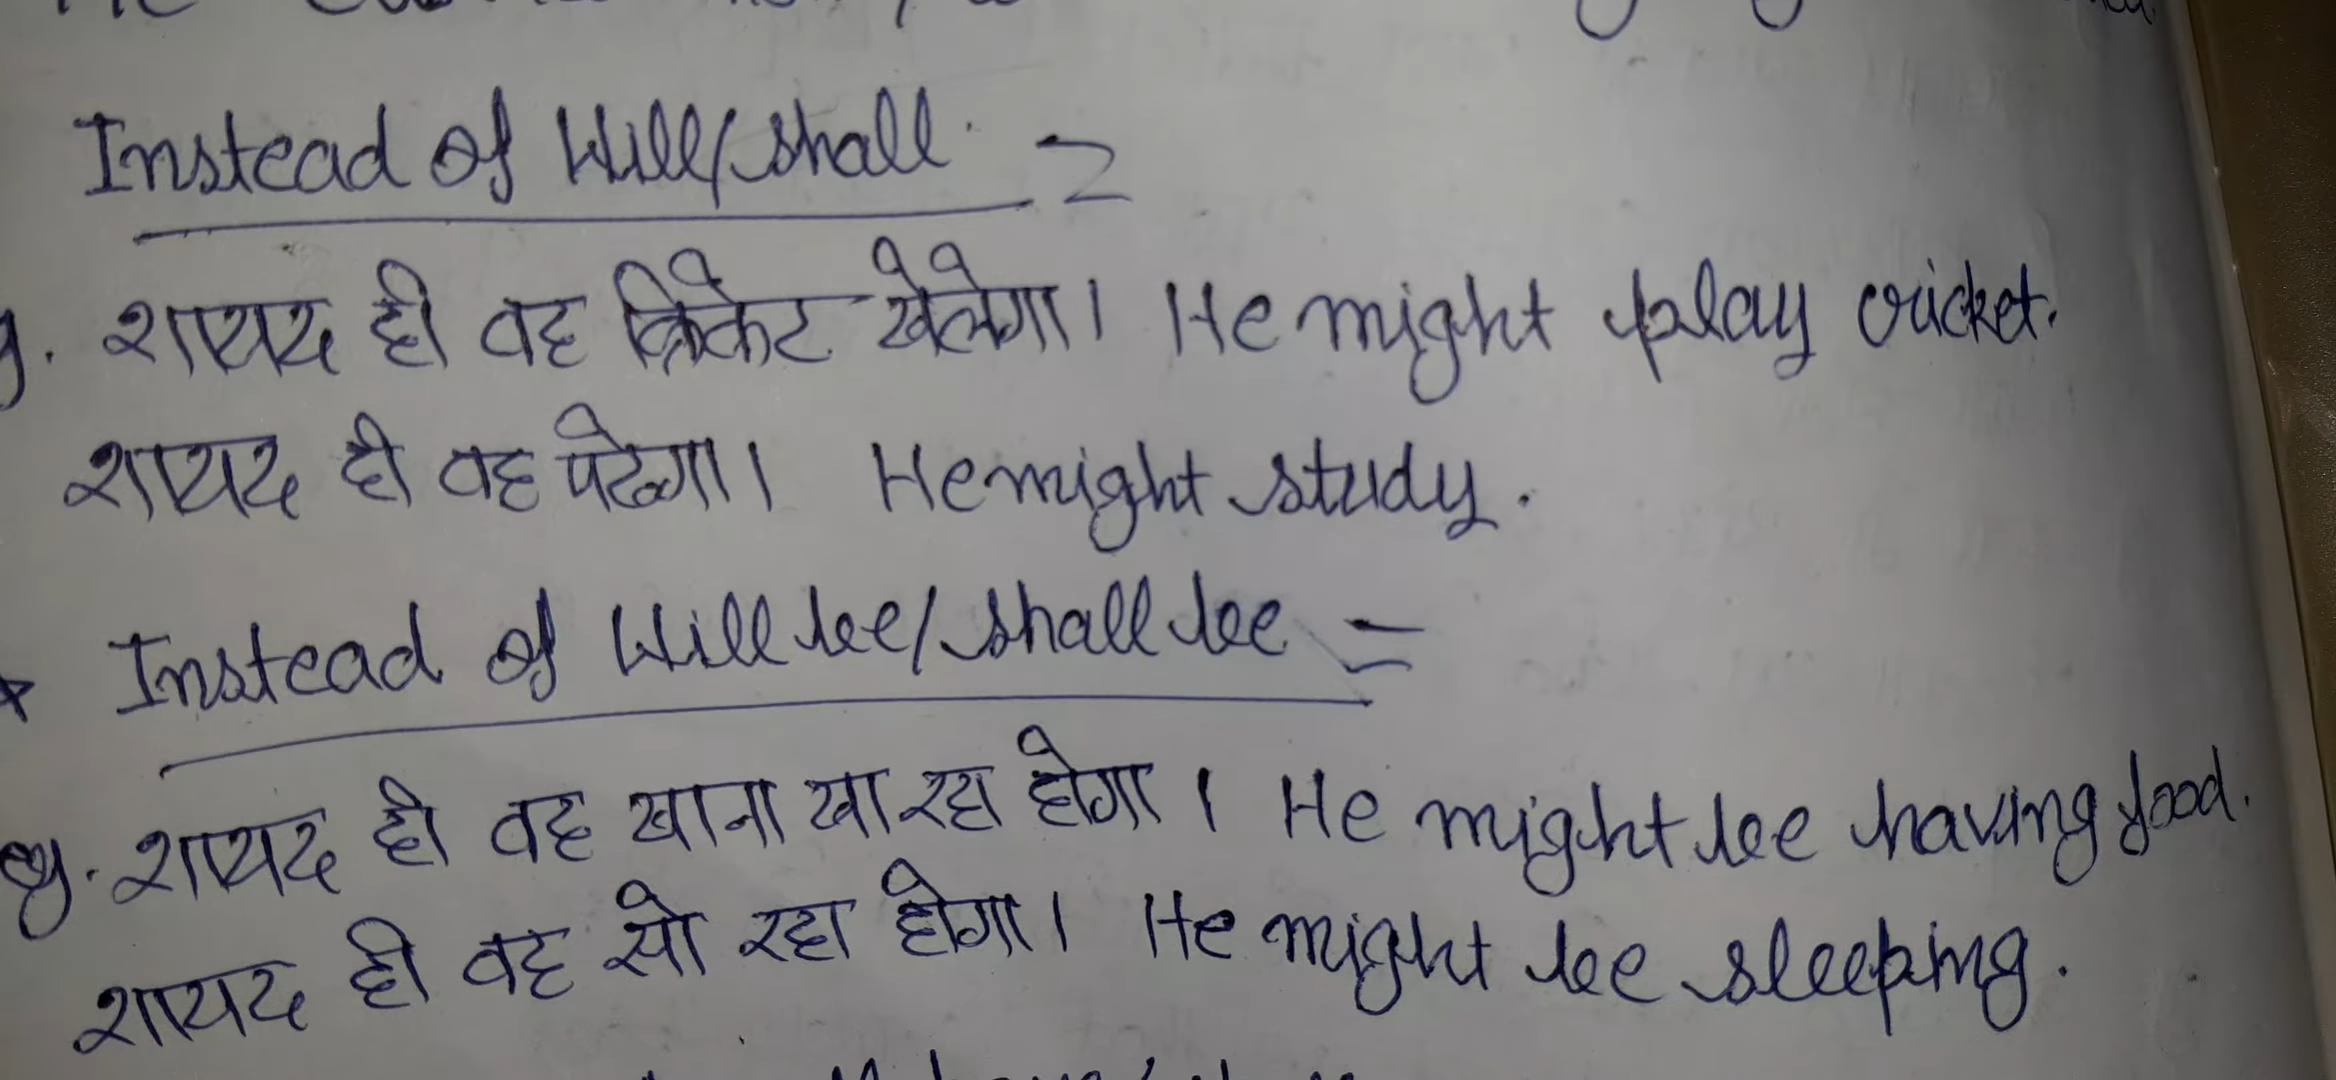 Instead of Will/shall =
शायद ही वह क्रिकेट खेलेगा। He might play cricket.
शायद ही वह पढेगा। He might study.
Instead of Will be/shall be =
eg. शायद ही वह खाना खा रहा होगा। He might be having food.
शायद ही वह सो रहा होगा। He might be sleeping.